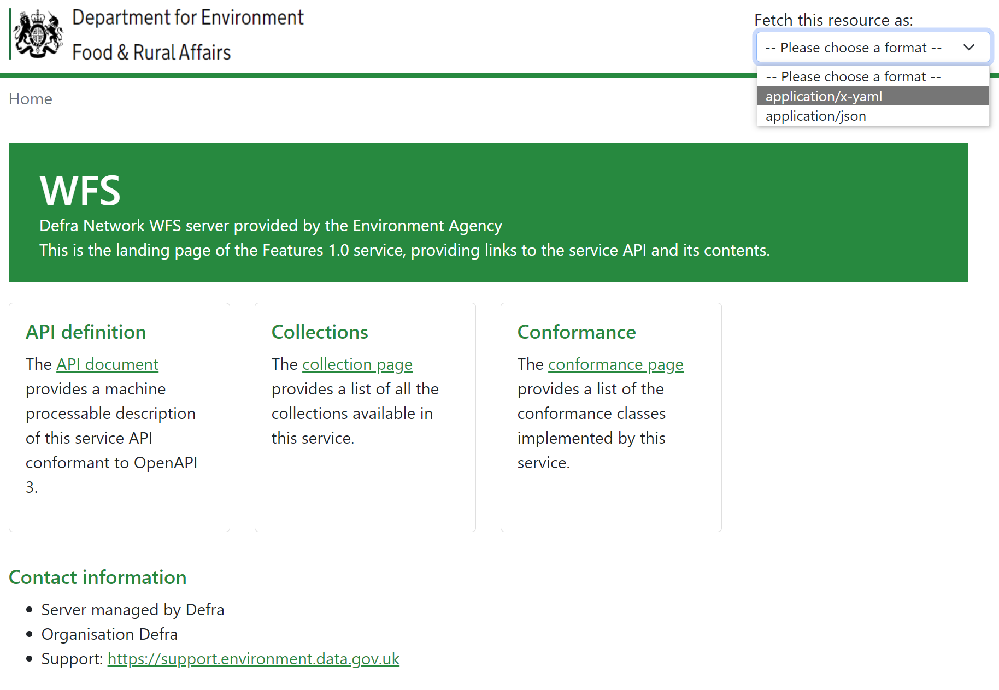 Department for Environment
Food & Rural Affairs
Fetch this resource as:
-- Please choose a format --
-- Please choose a format --
application/x-yaml
application/json
Home
WFS
Defra Network WFS server provided by the Environment Agency
This is the landing page of the Features 1.0 service, providing links to the service API and its contents.
API definition
The API document
provides a machine
processable description
of this service API
conformant to OpenAPI
3.
Collections
The collection page
provides a list of all the
collections available in
this service.
Conformance
The conformance page
provides a list of the
conformance classes
implemented by this
service.
Contact information
Server managed by Defra
Organisation Defra
Support: https://support.environment.data.gov.uk